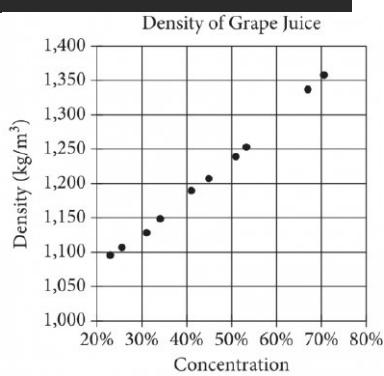 Density of Grape Juice
1,400
1,350
1,300
1,250
1,200
1,150
1,100
1,050
1,000
Density (kg/m³)
20% 30% 40% 50% 60% 70% 80%
Concentration